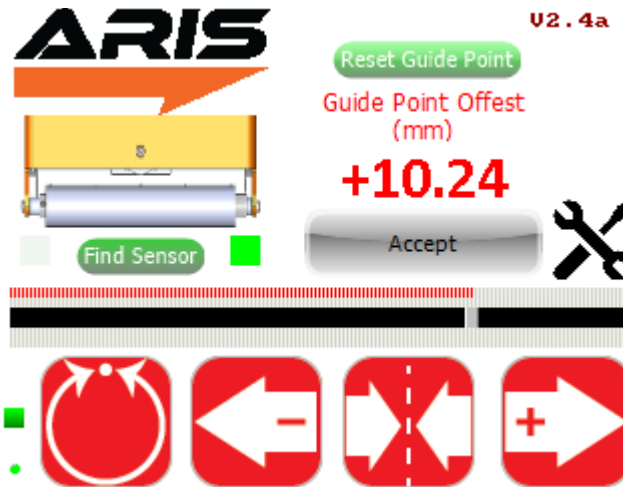 ARIS
V2.4a
Reset Guide Point
Guide Point Offest
(mm)
+10.24
Accept
Find Sensor
-
+